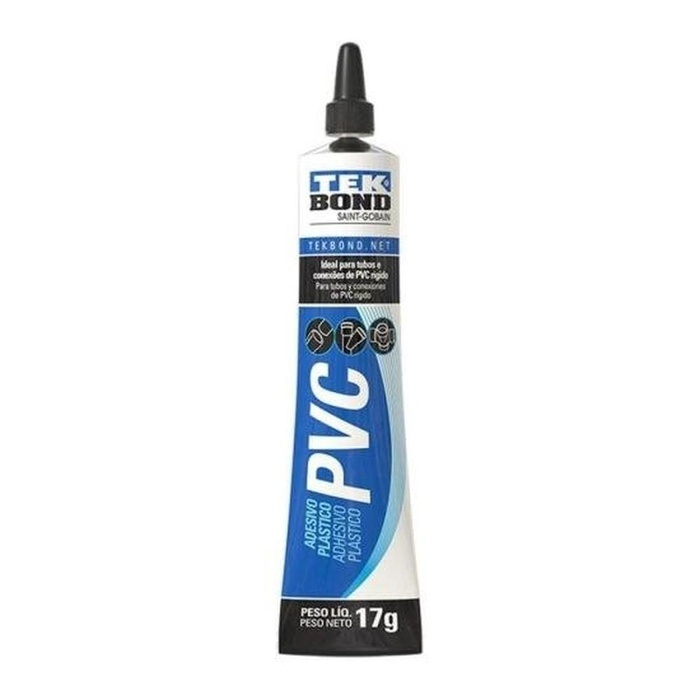 TEK
BOND
SAINT-GOBAIN
TEKBOND.NET
Ideal para tubos e
conexões de PVC rígido
Para tubos y conexiones
de PVC rígido
PVC
ADESIVO
PLÁSTICO
ADHESIVO
PLÁSTICO
PESO LÍQ.
PESO NETO
17g